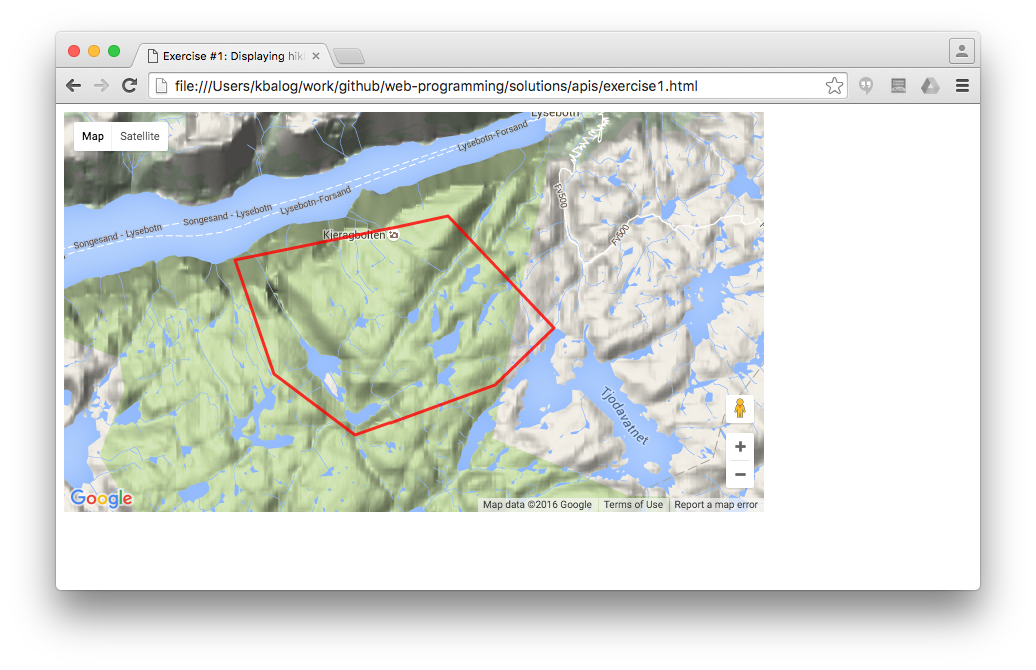 Exercise #1: Displaying hik
file:///Users/kbalog/work/github/web-programming/solutions/apis/exercise1.html
Map Satellite
Lysebotn
Lysebotn-Forsand
Lysebotn-Forsand
Songesand - Lysebotn
Songesand - Lysebotn
Fv500
Fv500
Kjeragbolten
Tjodavatnet
+
−
Google
Map data ©2016 Google Terms of Use Report a map error